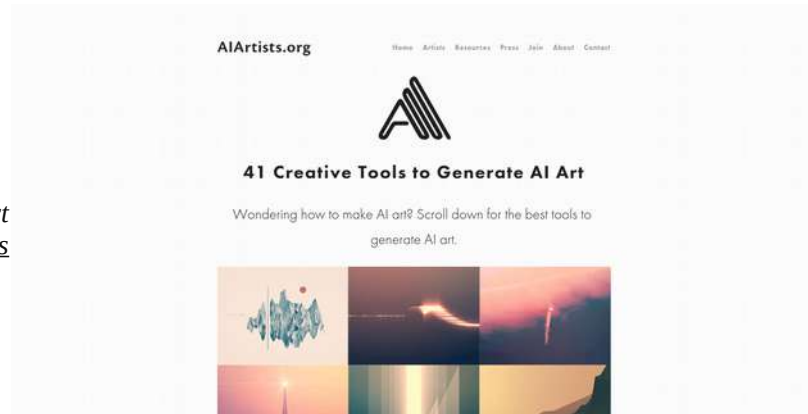 AIArtists.org
Home Artists Resources Press Join About Contact
41 Creative Tools to Generate AI Art
Wondering how to make AI art? Scroll down for the best tools to
generate AI art.